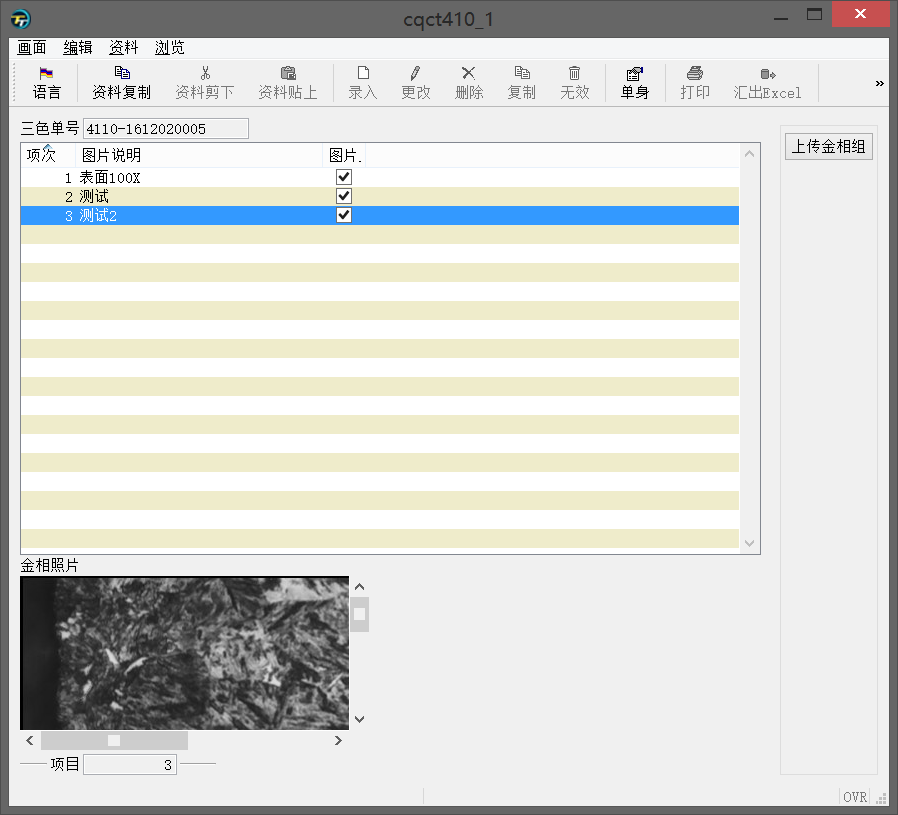 cqct410_1
画面 编辑 资料 浏览
语言 资料复制 资料剪下 资料贴上 录入 更改 删除 复制 无效 单身 打印 汇出Excel »
三色单号 4110-1612020005
上传金相组
项次 图片说明 图片.
1 表面100X
2 测试
3 测试2
金相照片
项目 3
OVR